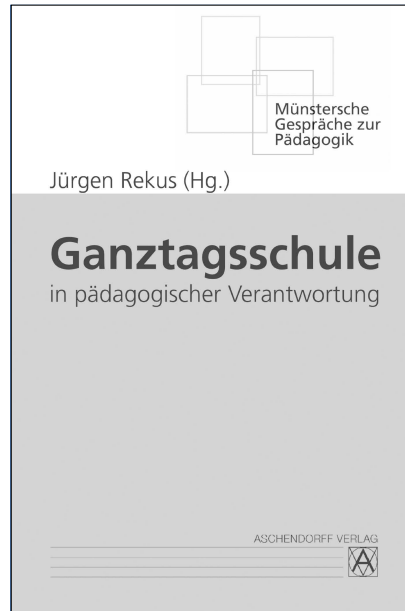 Münstersche
Gespräche zur
Pädagogik
Jürgen Rekus (Hg.)
Ganztagsschule
in pädagogischer Verantwortung
ASCHENDORFF VERLAG
A